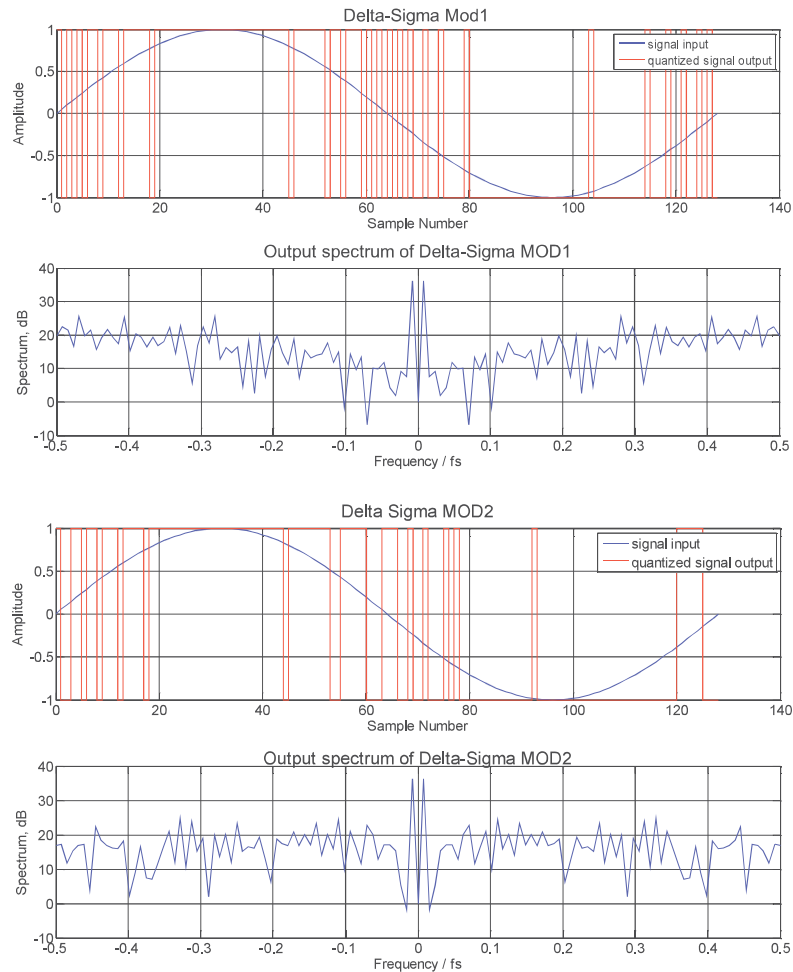 Delta-Sigma Mod1
signal input
quantized signal output
1
0.5
0
-0.5
-1
Amplitude
0 20 40 60 80 100 120 140
Sample Number
Output spectrum of Delta-Sigma MOD1
40
30
20
10
0
-10
Spectrum, dB
-0.5 -0.4 -0.3 -0.2 -0.1 0 0.1 0.2 0.3 0.4 0.5
Frequency / fs
Delta Sigma MOD2
signal input
quantized signal output
1
0.5
0
-0.5
-1
Amplitude
0 20 40 60 80 100 120 140
Sample Number
Output spectrum of Delta-Sigma MOD2
40
30
20
10
0
-10
Spectrum, dB
-0.5 -0.4 -0.3 -0.2 -0.1 0 0.1 0.2 0.3 0.4 0.5
Frequency / fs